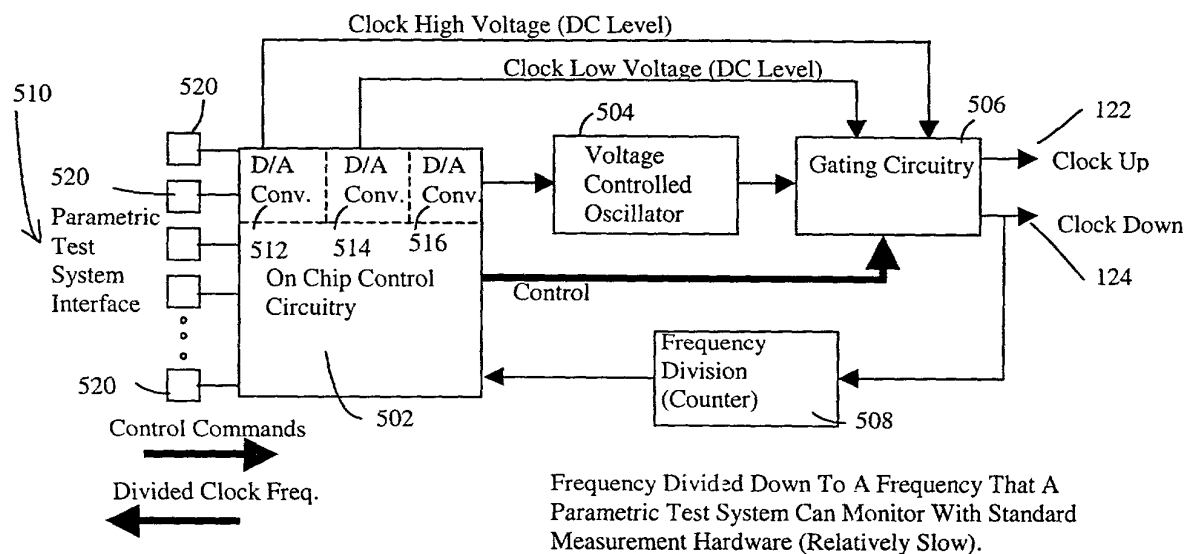 Clock High Voltage (DC Level)
Clock Low Voltage (DC Level)
510
520
504
506
122
D/A
Conv.
D/A
Conv.
D/A
Conv.
Voltage
Controlled
Oscillator
Gating Circuitry
Clock Up
520
Parametric
Test
System
Interface
512
514
516
Clock Down
On Chip Control
Circuitry
Control
124
Frequency
Division
(Counter)
520
502
508
Control Commands
Divided Clock Freq.
Frequency Divided Down To A Frequency That A
Parametric Test System Can Monitor With Standard
Measurement Hardware (Relatively Slow).